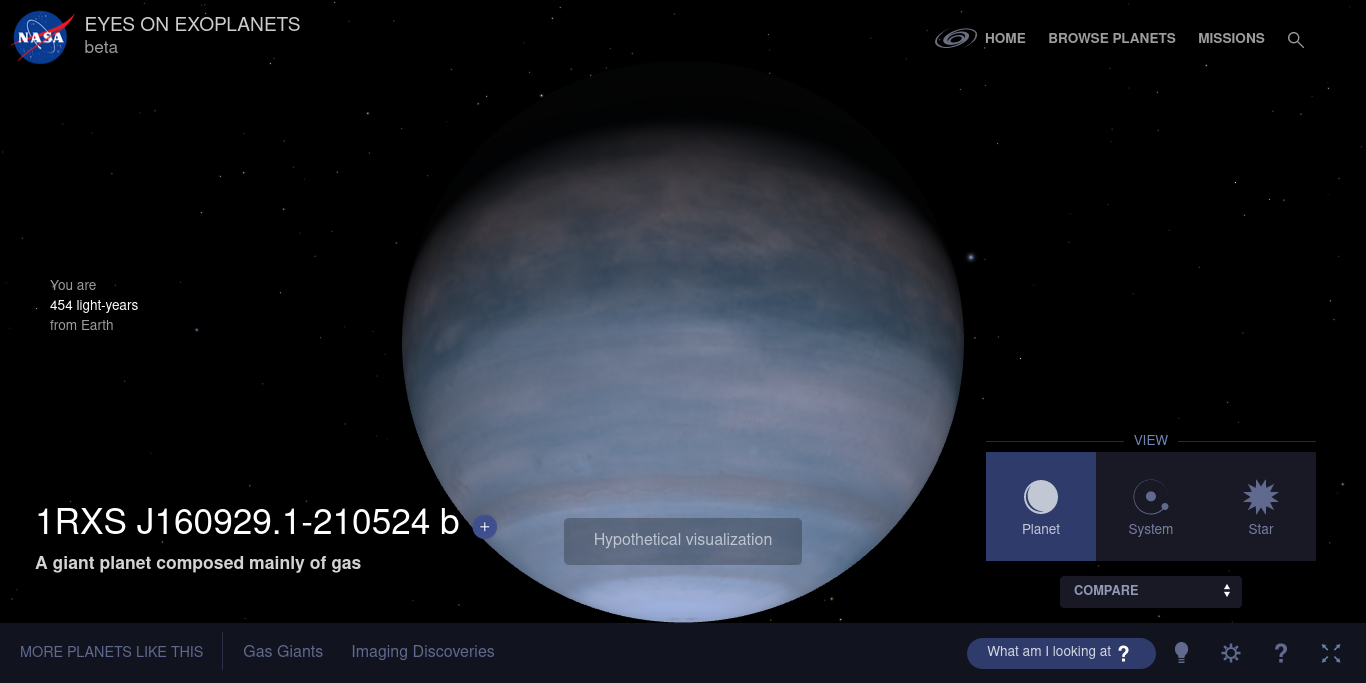 NASA
EYES ON EXOPLANETS
beta
HOME
BROWSE PLANETS
MISSIONS
You are
454 light-years
from Earth
VIEW
Planet
System
Star
1RXS J160929.1-210524 b +
A giant planet composed mainly of gas
Hypothetical visualization
COMPARE
MORE PLANETS LIKE THIS
Gas Giants
Imaging Discoveries
What am I looking at ?
?